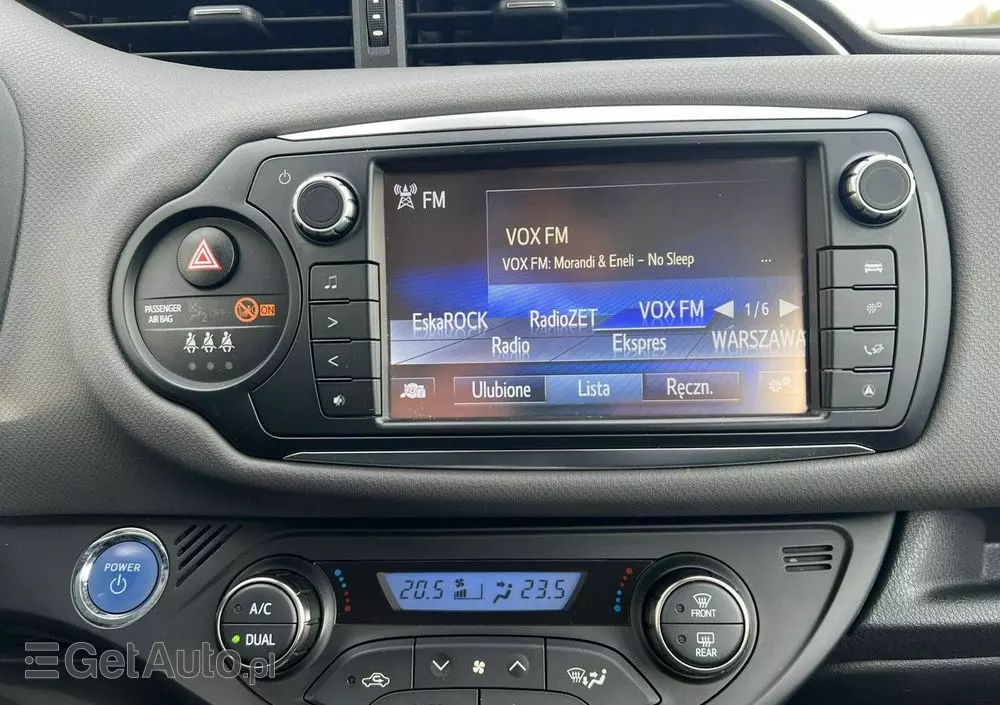 FM
VOX FM
VOX FM: Morandi & Eneli - No Sleep
...
EskaROCK RadioZET VOX FM 1/6
Radio Ekspres WARSZAWA
Ulubione Lista Ręczn.
PASSENGER
AIR BAG
OFF
ON
POWER
A/C
DUAL
20.5 23.5
FRONT
REAR
GetAuto.pl